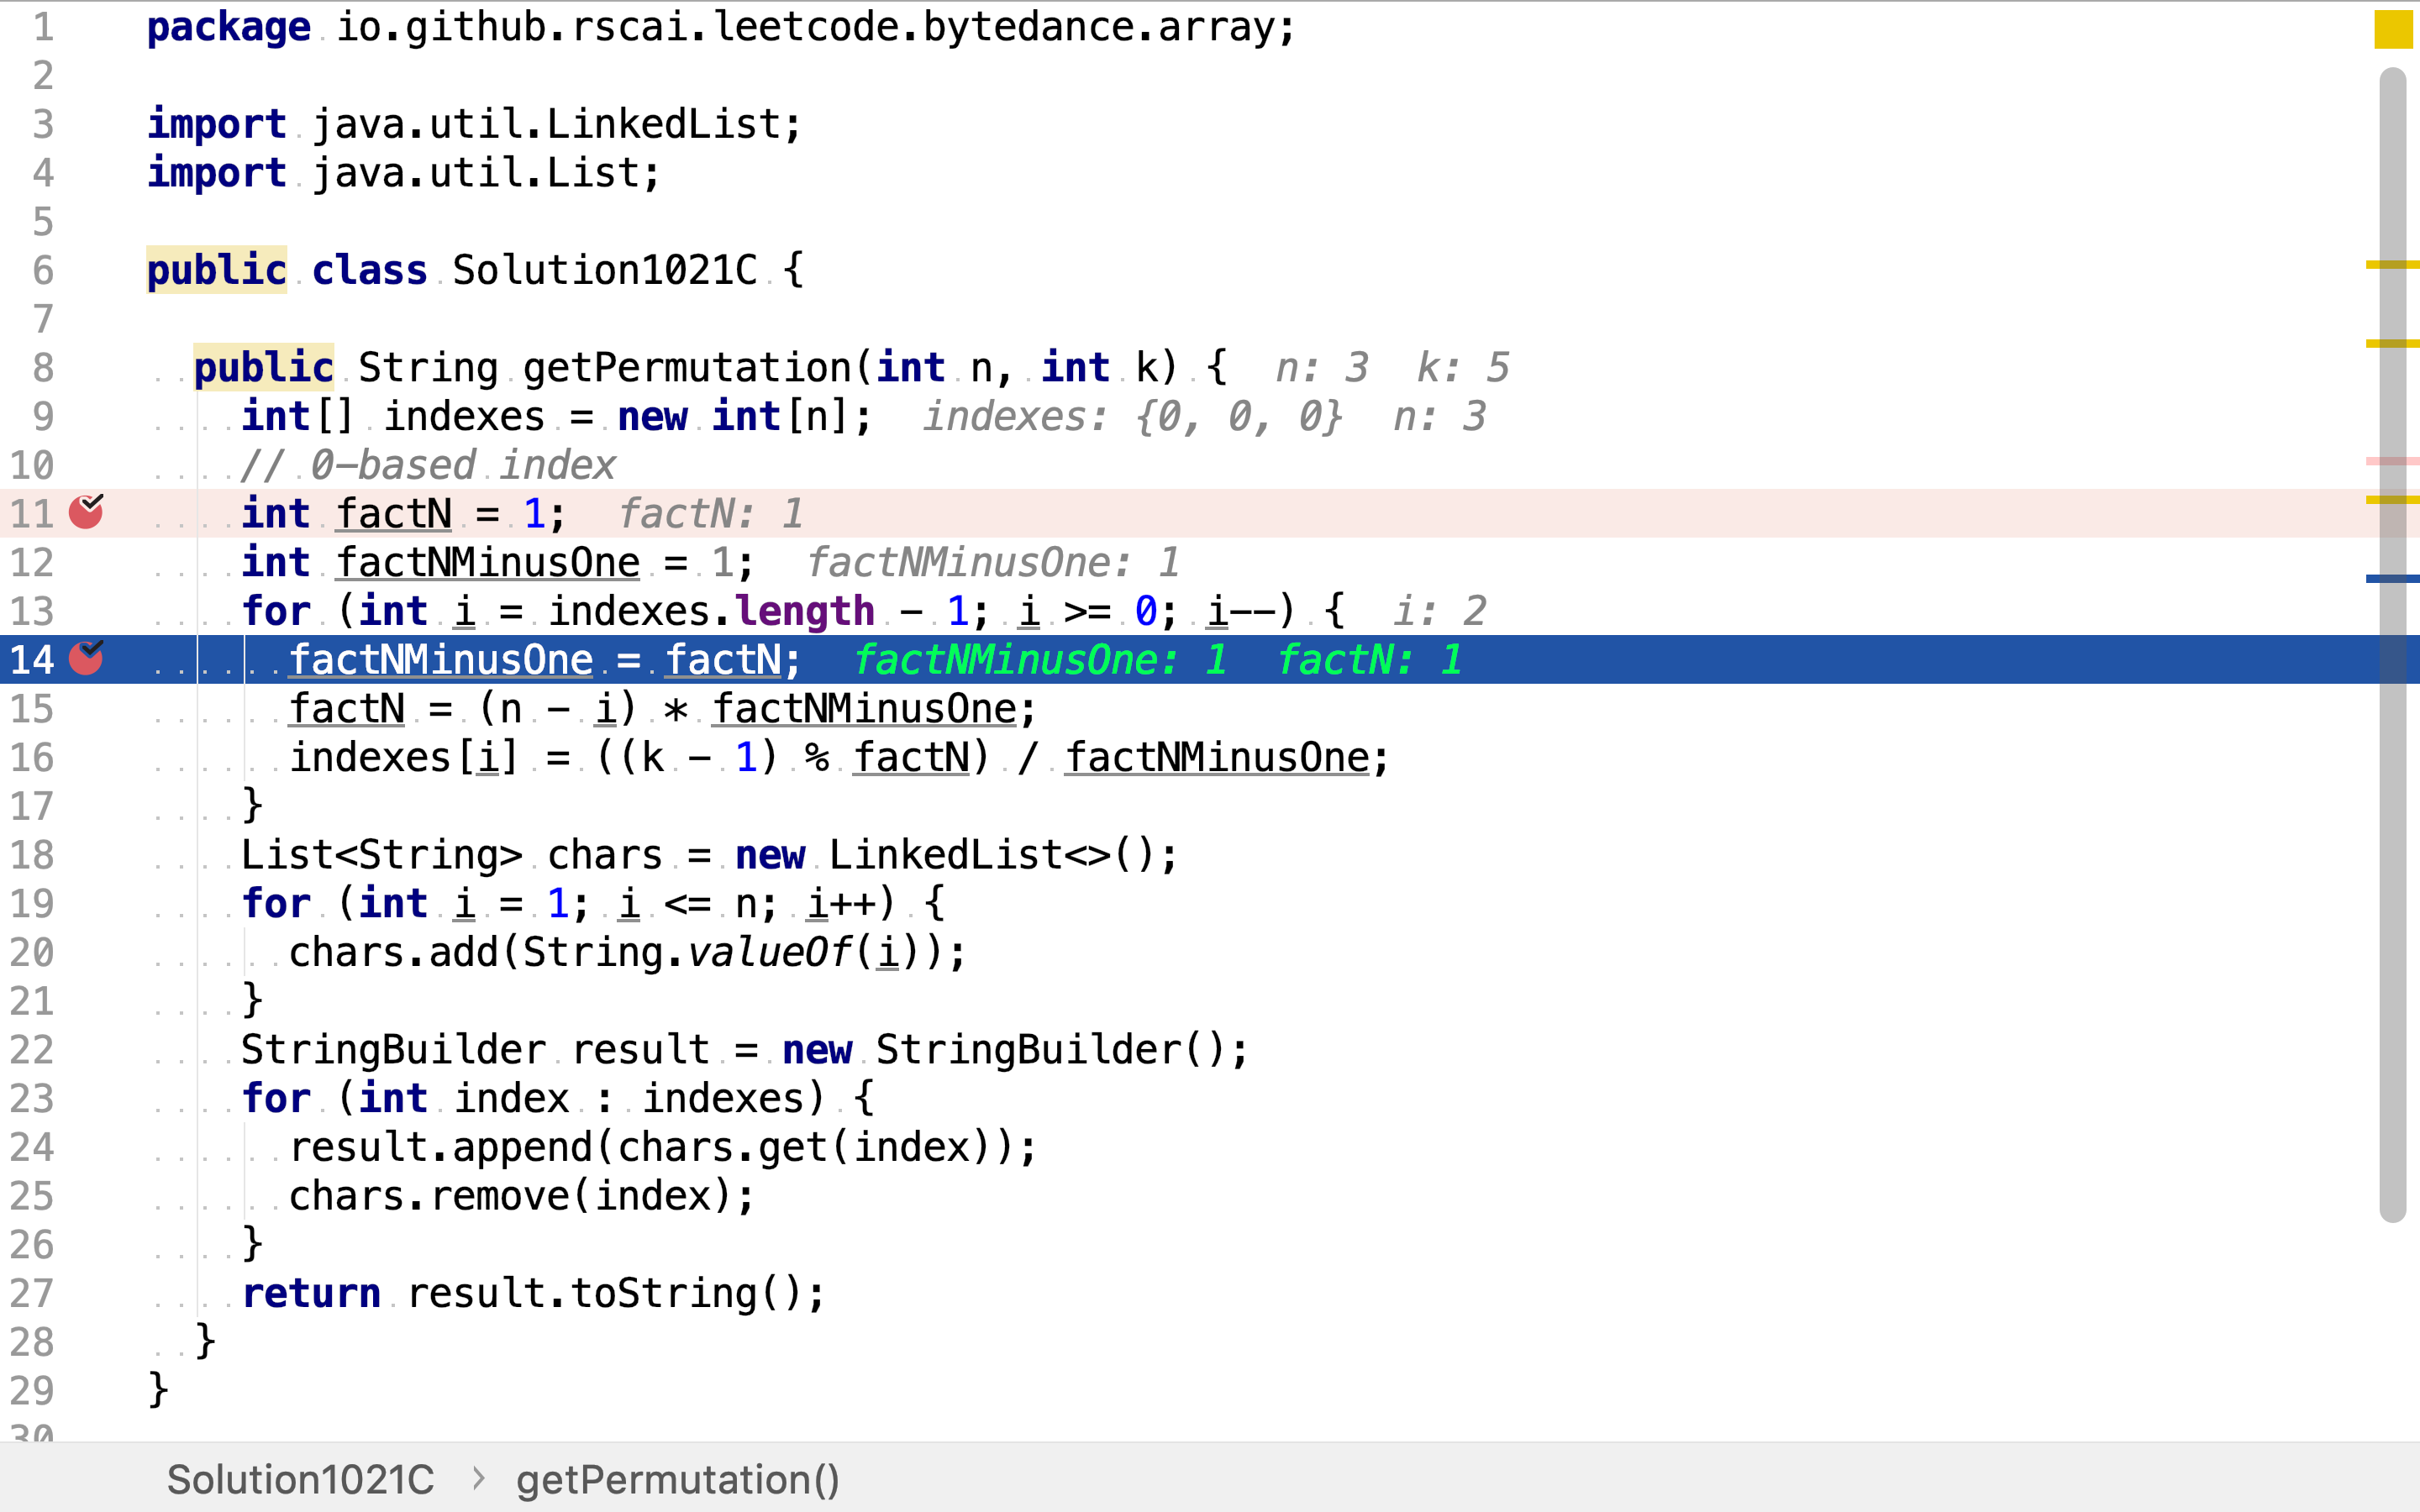 1 package io.github.rscai.leetcode.bytedance.array;
2
3 import java.util.LinkedList;
4 import java.util.List;
5
6 public class Solution1021C {
7
8 public String getPermutation(int n, int k) { n: 3 k: 5
9 int[] indexes = new int[n]; indexes: {0, 0, 0} n: 3
10 // 0-based index
11 int factN = 1; factN: 1
12 int factNMinusOne = 1; factNMinusOne: 1
13 for (int i = indexes.length - 1; i >= 0; i--) { i: 2
14 factNMinusOne = factN; factNMinusOne: 1 factN: 1
15 factN = (n - i) * factNMinusOne;
16 indexes[i] = ((k - 1) % factN) / factNMinusOne;
17 }
18 List<String> chars = new LinkedList<>();
19 for (int i = 1; i <= n; i++) {
20 chars.add(String.valueOf(i));
21 }
22 StringBuilder result = new StringBuilder();
23 for (int index : indexes) {
24 result.append(chars.get(index));
25 chars.remove(index);
26 }
27 return result.toString();
28 }
29 }
30
Solution1021C > getPermutation()